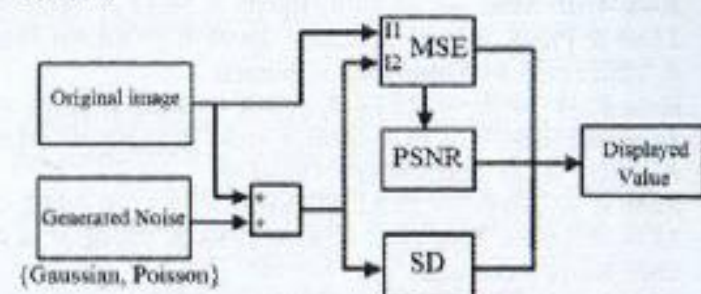 I1
MSE
I2
Original image
PSNR
Displayed
Value
+
Generated Noise
+
SD
{Gaussian, Poisson}